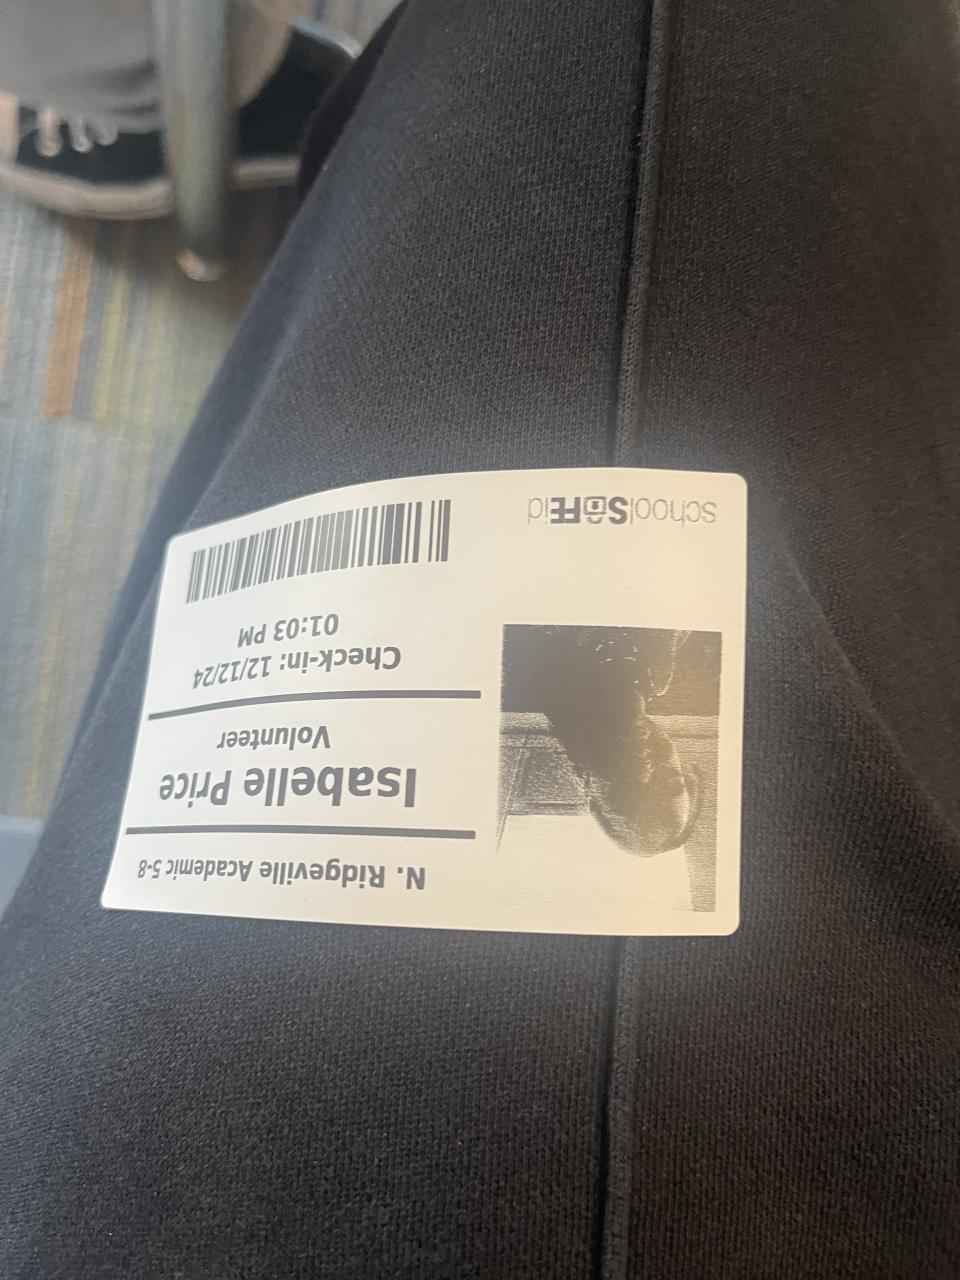 N. Ridgeville Academic 5-8
Isabelle Price
Volunteer
Check-in: 12/12/24
01:03 PM
schoolSAFEid